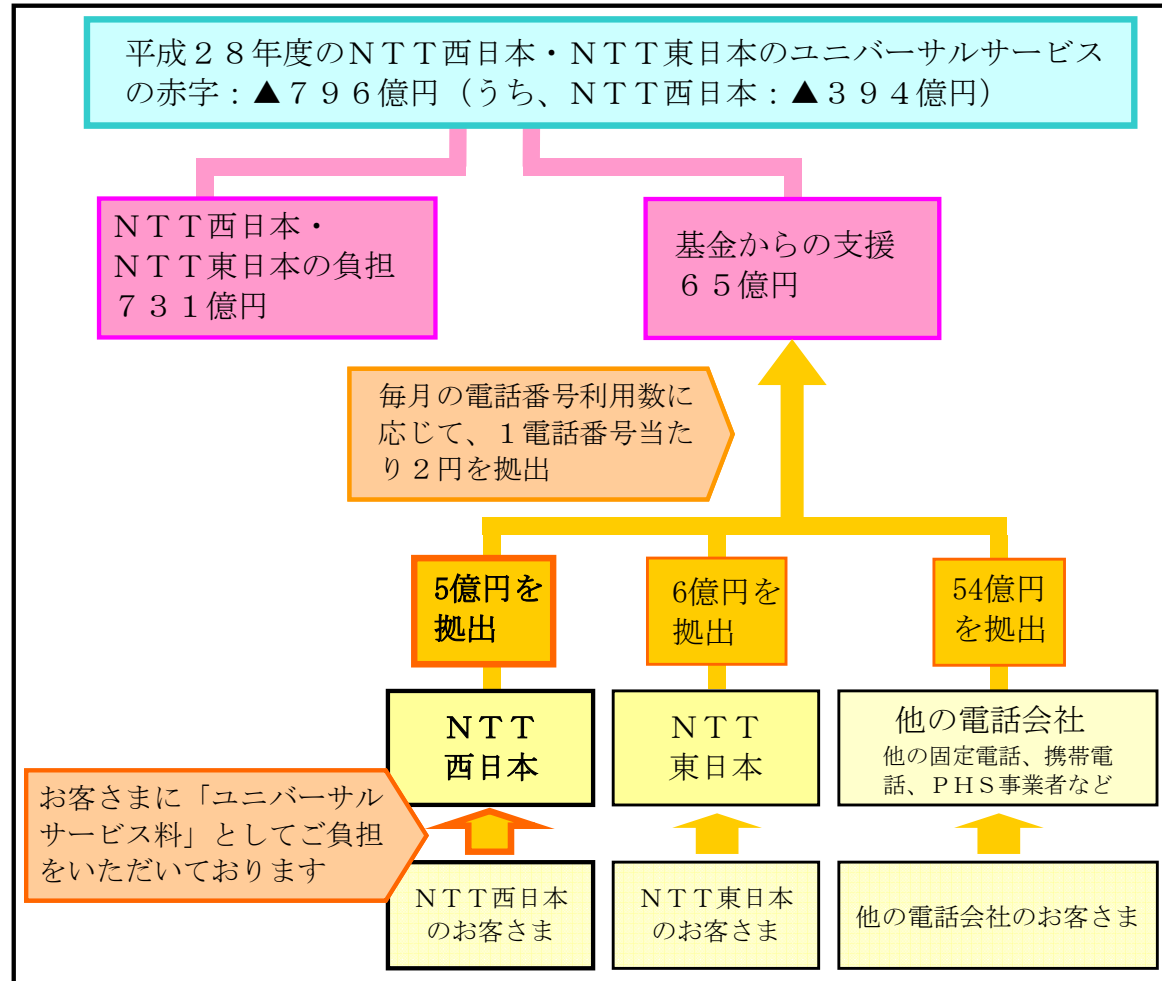 平成２８年度のＮＴＴ西日本・ＮＴＴ東日本のユニバーサルサービス
の赤字：▲７９６億円（うち、ＮＴＴ西日本：▲３９４億円）
ＮＴＴ西日本・
ＮＴＴ東日本の負担
７３１億円
基金からの支援
６５億円
毎月の電話番号利用数に
応じて、１電話番号当た
り２円を拠出
5億円を
拠出
6億円を
拠出
54億円
を拠出
ＮＴＴ
西日本
ＮＴＴ
東日本
他の電話会社
他の固定電話、携帯電
話、ＰＨＳ事業者など
お客さまに「ユニバーサル
サービス料」としてご負担
をいただいております
ＮＴＴ西日本
のお客さま
ＮＴＴ東日本
のお客さま
他の電話会社のお客さま